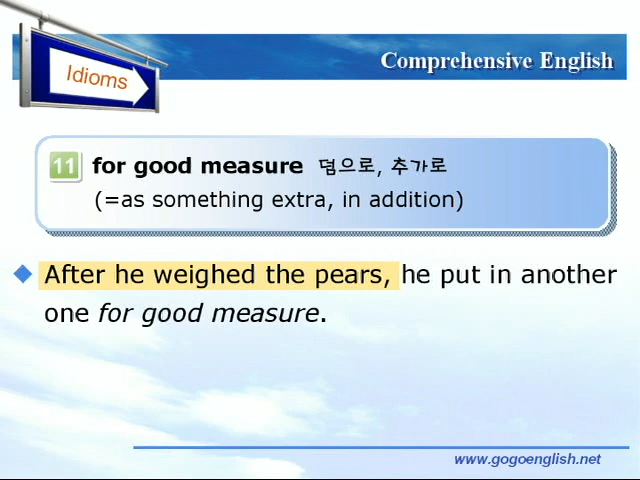 Idioms
Comprehensive English
11 for good measure 덤으로, 추가로
(=as something extra, in addition)
After he weighed the pears, he put in another
one for good measure.
www.gogoenglish.net